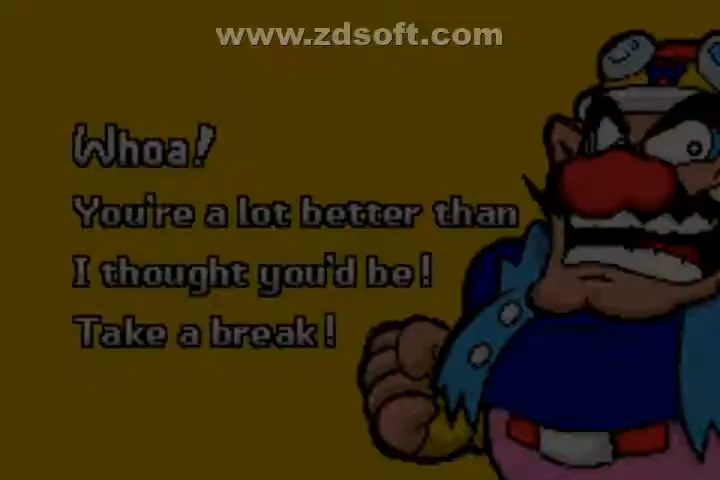 www.zdsoft.com
Whoa!
You're a lot better than
I thought you'd be!
Take a break!